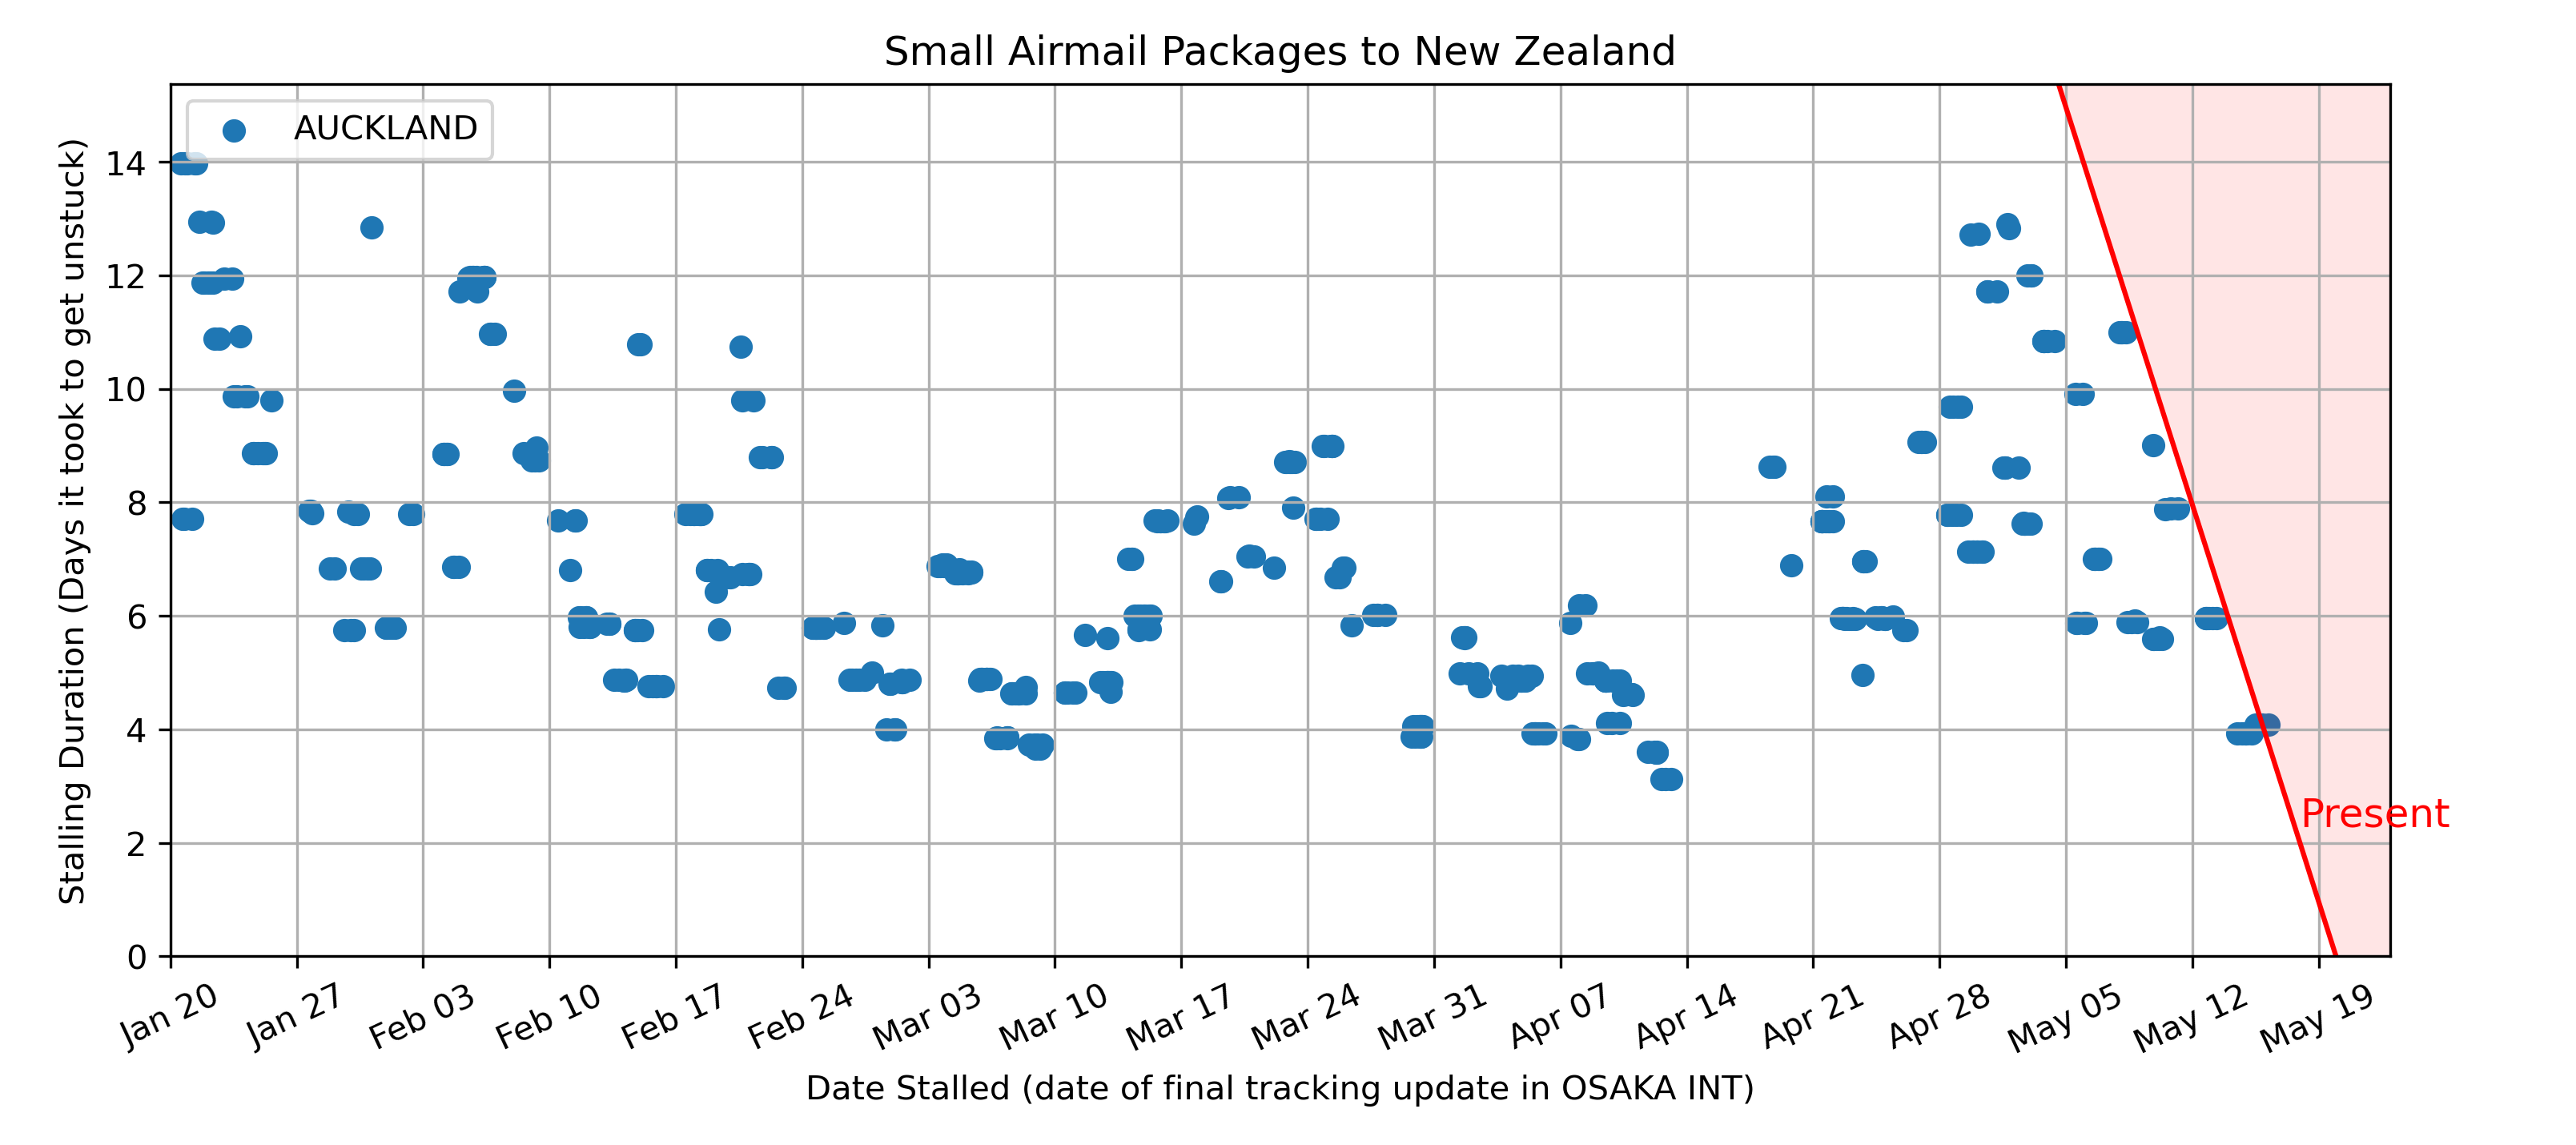 Small Airmail Packages to New Zealand
AUCKLAND
Stalling Duration (Days it took to get unstuck)
14
12
10
8
6
4
2
0
Present
Jan 20
Jan 27
Feb 03
Feb 10
Feb 17
Feb 24
Mar 03
Mar 10
Mar 17
Mar 24
Mar 31
Apr 07
Apr 14
Apr 21
Apr 28
May 05
May 12
May 19
Date Stalled (date of final tracking update in OSAKA INT)